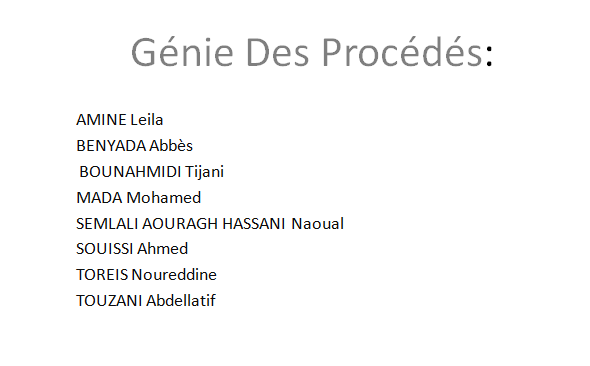 Génie Des Procédés:
AMINE Leila
BENYADA Abbès
BOUNAHMIDI Tijani
MADA Mohamed
SEMLALI AOURAGH HASSANI Naoual
SOUISSI Ahmed
TOREIS Noureddine
TOUZANI Abdellatif